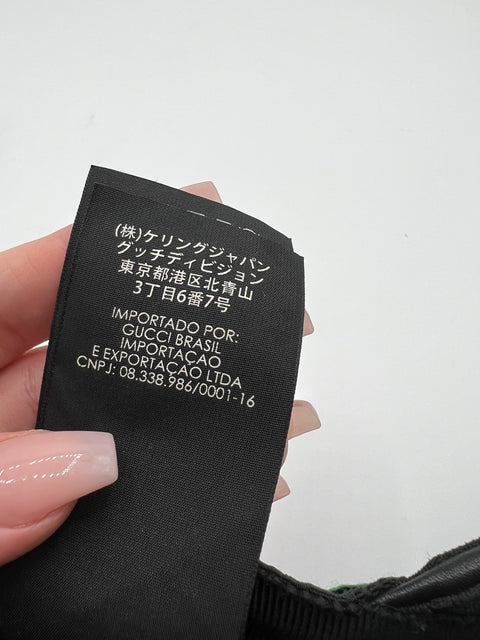 (株)ケリングジャパン
グッチディビジョン
東京都港区北青山
3丁目6番7号
IMPORTADO POR:
GUCCI BRASIL
IMPORTAÇAO
E EXPORTAÇAO LTDA
CNPJ: 08.338.986/0001-16